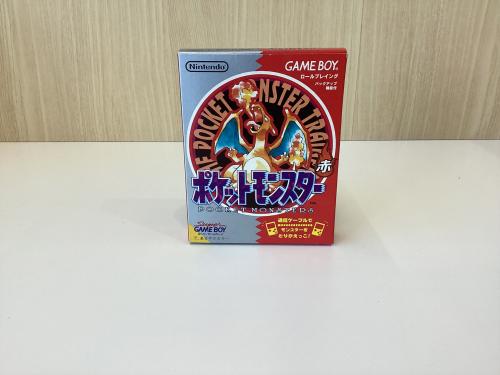 Nintendo
GAME BOY
ロールプレイング
バックアップ
機能付
POCKET MONSTER TRAIN
赤
ポケットモンスター
POCKET MONSTERS
Super
GAME BOY
通信ケーブルで
モンスターを
とりかえっこ!